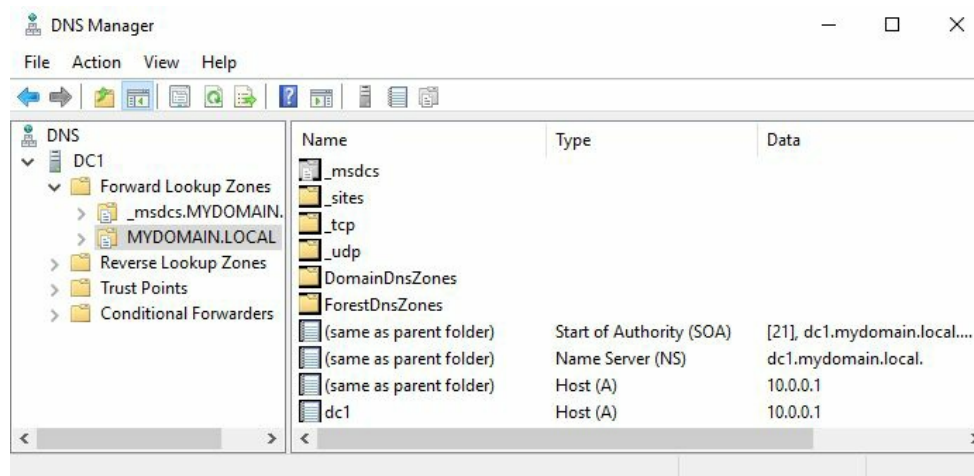 DNS Manager
File Action View Help
DNS
DC1
Forward Lookup Zones
_msdcs.MYDOMAIN.
MYDOMAIN.LOCAL
Reverse Lookup Zones
Trust Points
Conditional Forwarders
Name Type Data
_msdcs
_sites
_tcp
_udp
DomainDnsZones
ForestDnsZones
(same as parent folder) Start of Authority (SOA) [21], dc1.mydomain.local....
(same as parent folder) Name Server (NS) dc1.mydomain.local.
(same as parent folder) Host (A) 10.0.0.1
dc1 Host (A) 10.0.0.1